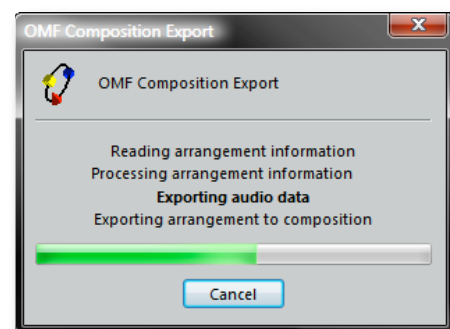 OMF Composition Export
OMF Composition Export
Reading arrangement information
Processing arrangement information
Exporting audio data
Exporting arrangement to composition
Cancel